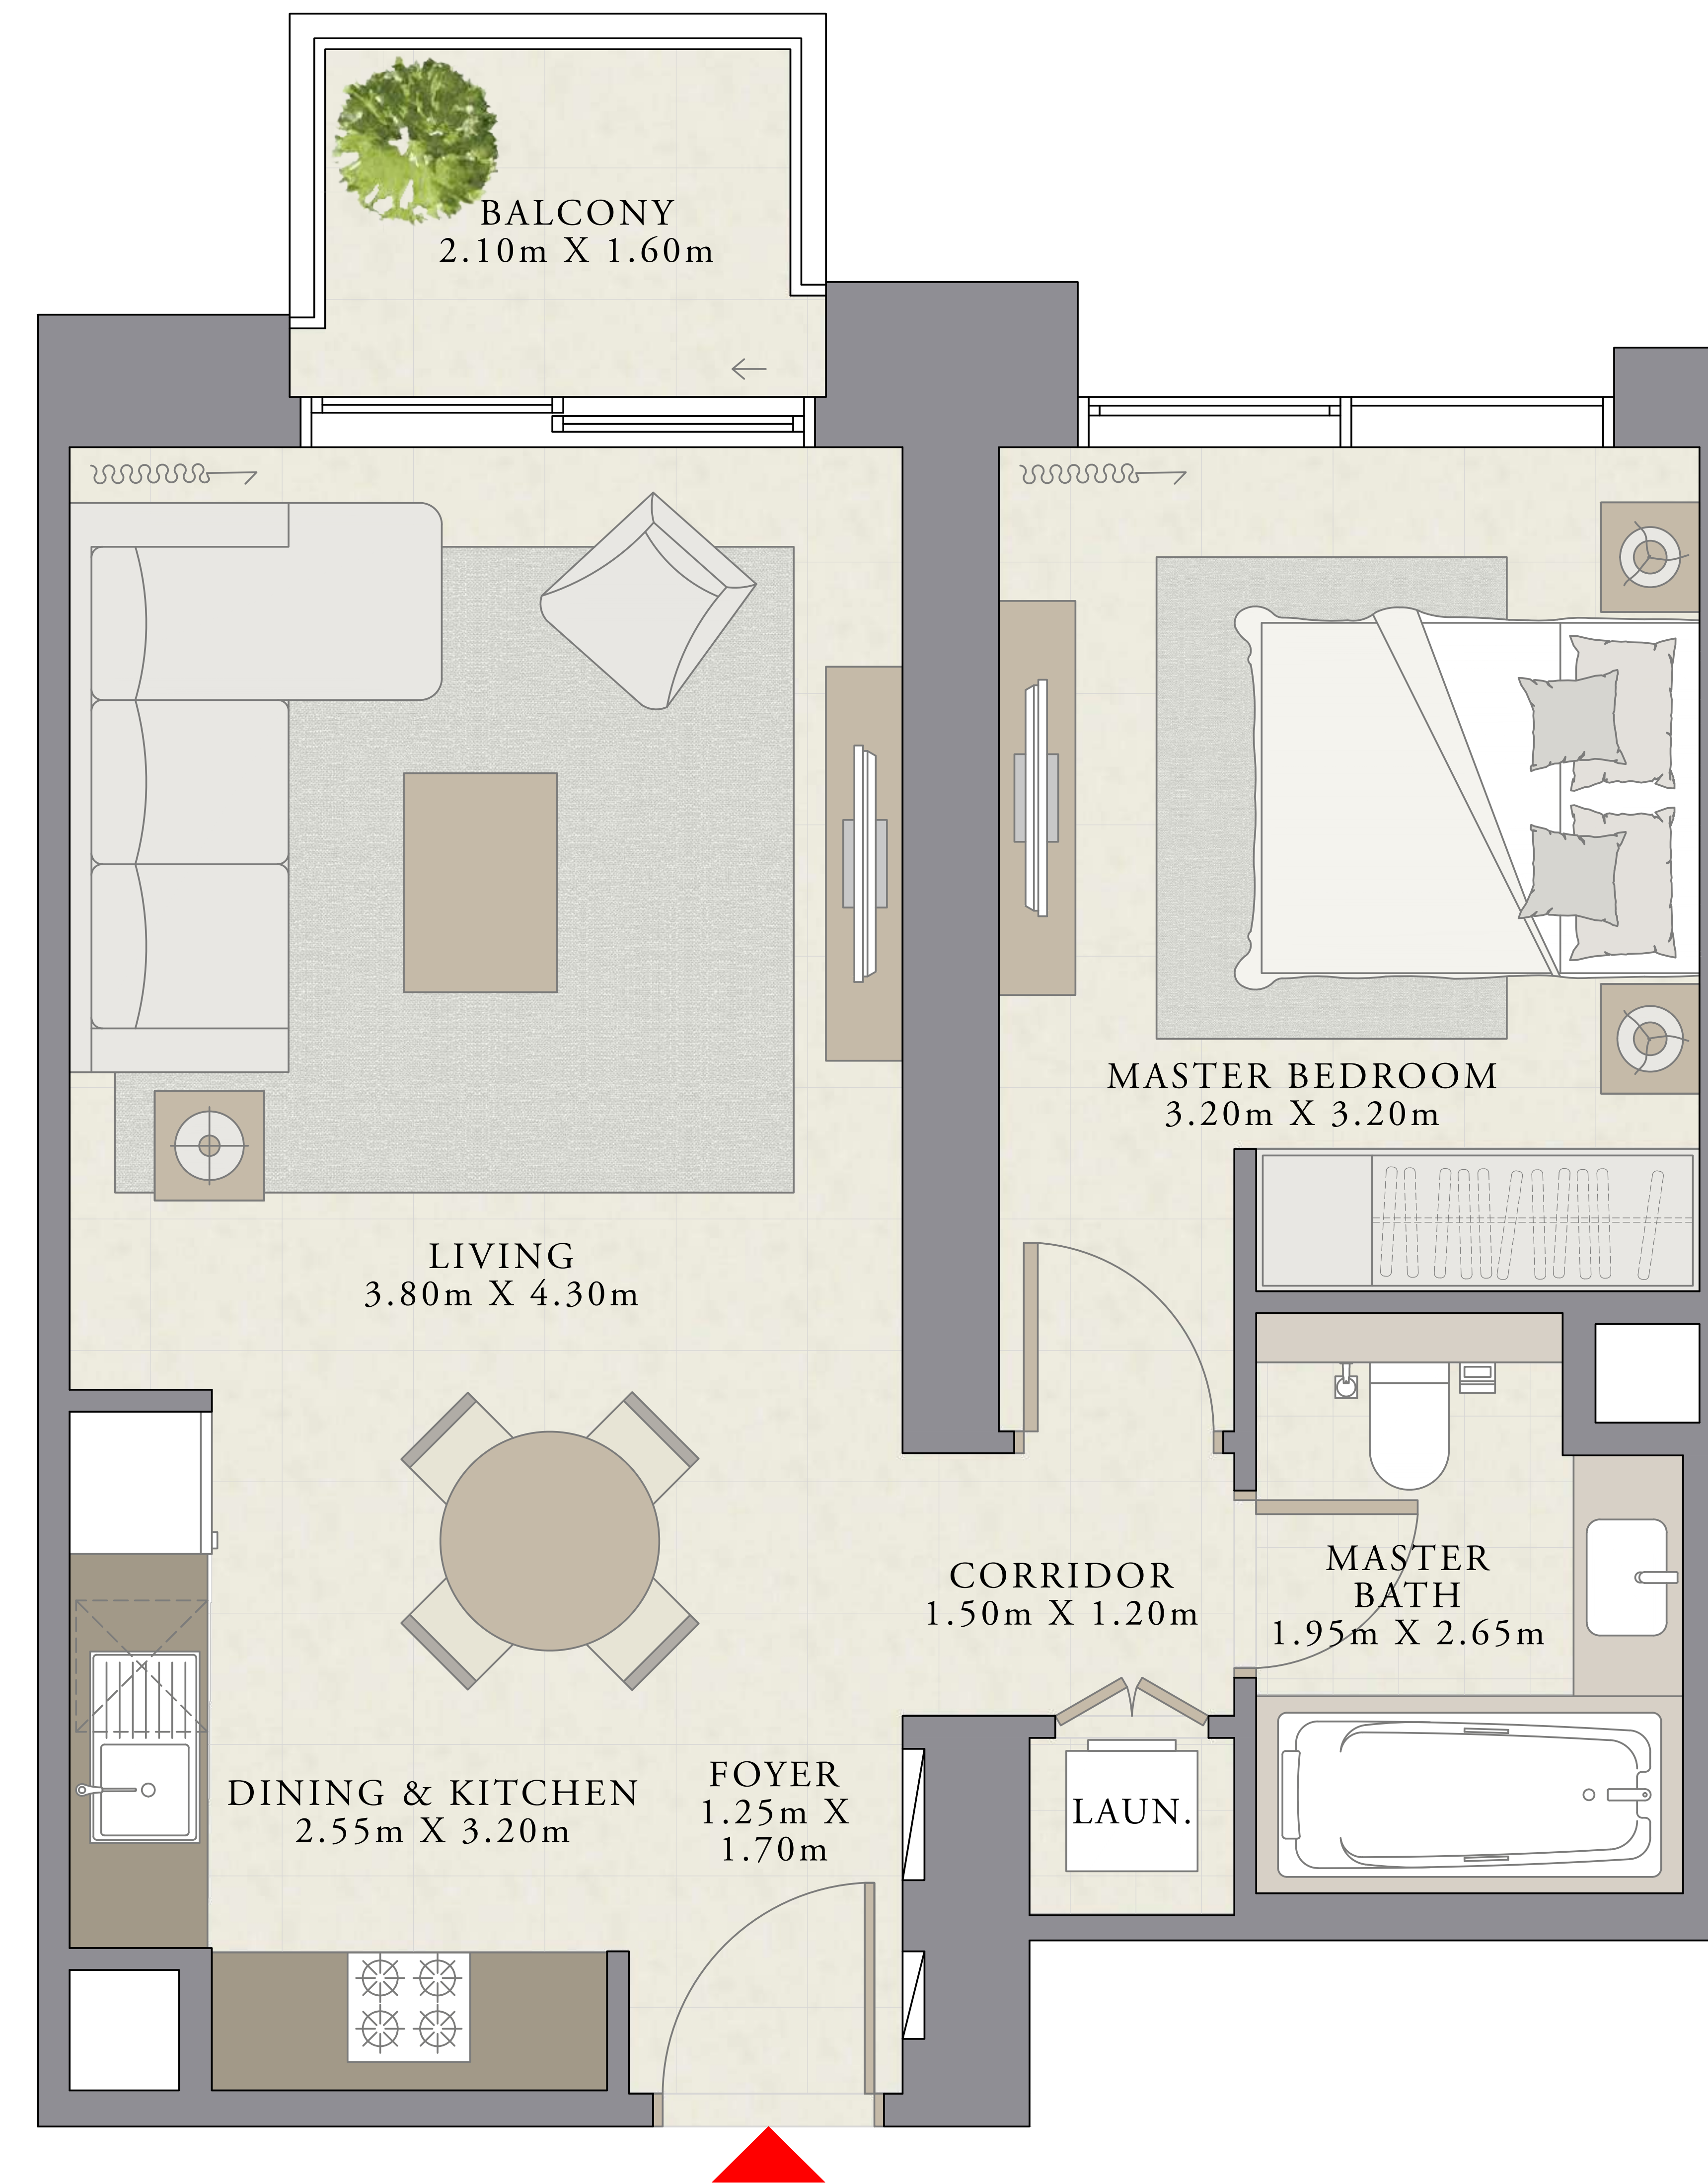 BALCONY
2.10m X 1.60m
MASTER BEDROOM
3.20m X 3.20m
LIVING
3.80m X 4.30m
CORRIDOR
1.50m X 1.20m
MASTER
BATH
1.95m X 2.65m
DINING & KITCHEN
2.55m X 3.20m
FOYER
1.25m X
1.70m
LAUN.